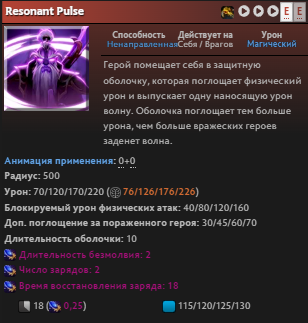 Resonant Pulse
E E
Способность Действует на Урон
Ненаправленная Себя / Врагов Магический
Герой помещает себя в защитную
оболочку, которая поглощает физический
урон и выпускает одну наносящую урон
волну. Оболочка поглощает тем больше
урона, чем больше вражеских героев
заденет волна.
Анимация применения: 0+0
Радиус: 500
Урон: 70/120/170/220 (76/126/176/226)
Блокируемый урон физических атак: 40/80/120/160
Доп. поглощение за пораженного героя: 30/45/60/70
Длительность оболочки: 10
Длительность безмолвия: 2
Число зарядов: 2
Время восстановления заряда: 18
18 (0,25) 115/120/125/130